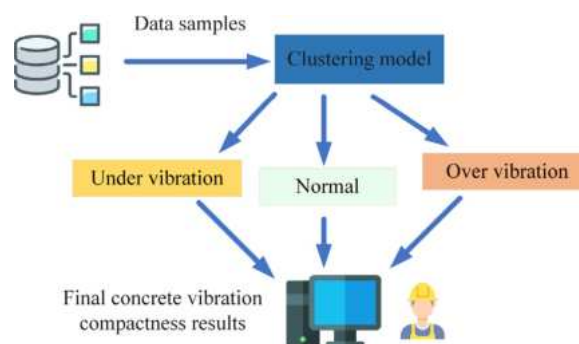 Data samples
Clustering model
Under vibration
Normal
Over vibration
Final concrete vibration
compactness results